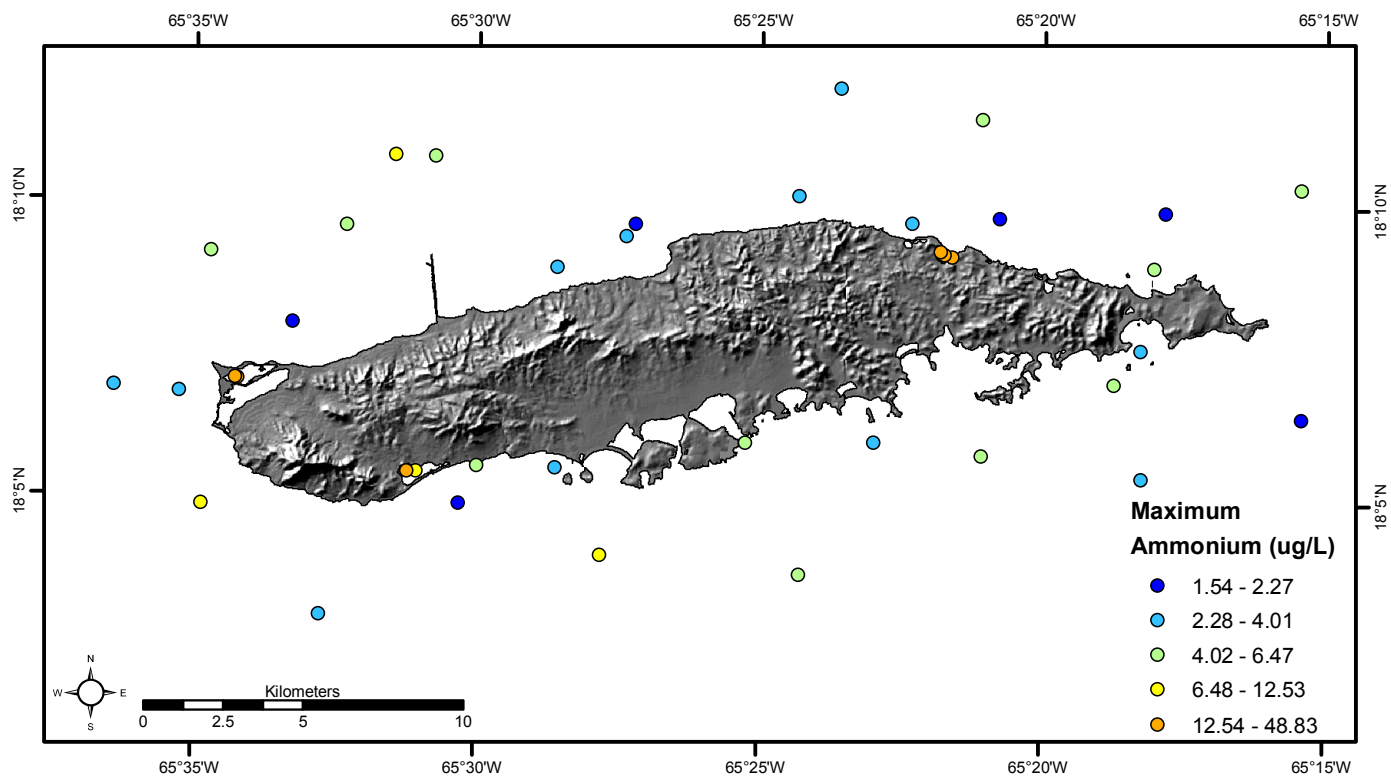 65°35'W 65°30'W 65°25'W 65°20'W 65°15'W
18°10'N
18°10'N
18°5'N
18°5'N
Maximum
Ammonium (ug/L)
1.54 - 2.27
2.28 - 4.01
4.02 - 6.47
6.48 - 12.53
12.54 - 48.83
N
W E
S
Kilometers
0 2.5 5 10
65°35'W 65°30'W 65°25'W 65°20'W 65°15'W